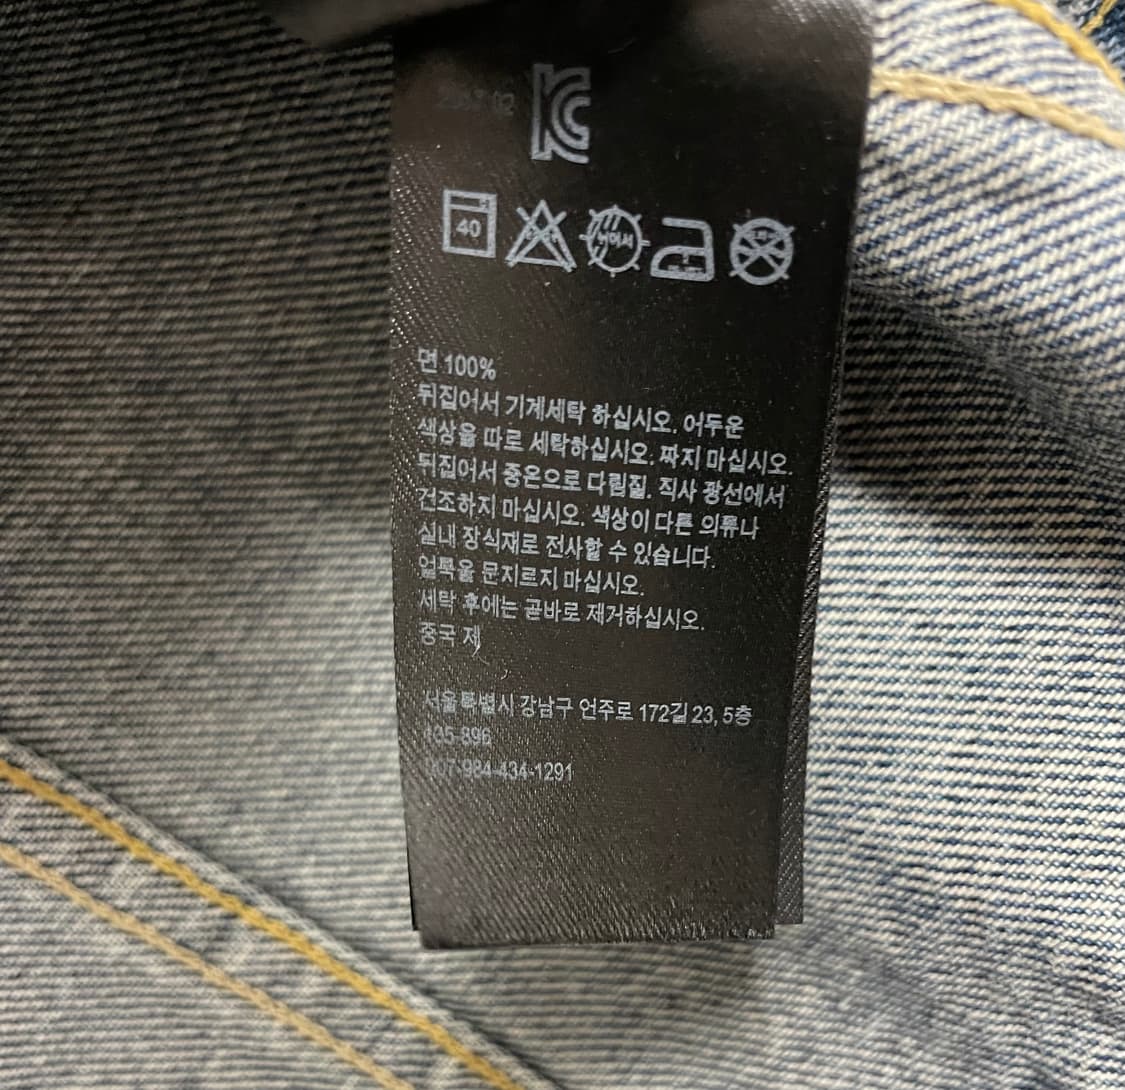 KC
40
뉘어서
면 100%
뒤집어서 기계세탁 하십시오. 어두운
색상을 따로 세탁하십시오. 짜지 마십시오.
뒤집어서 중온으로 다림질. 직사 광선에서
건조하지 마십시오. 색상이 다른 의류나
실내 장식재로 전사할 수 있습니다.
얼룩을 문지르지 마십시오.
세탁 후에는 곧바로 제거하십시오.
중국 제
서울특별시 강남구 언주로 172길 23, 5층
135-896
007-984-434-1291